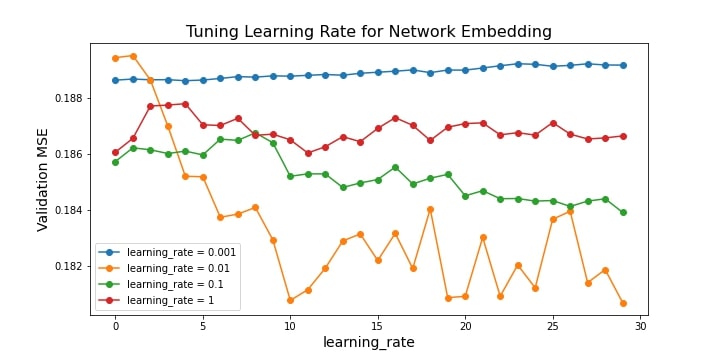 Tuning Learning Rate for Network Embedding
Validation MSE
0.188
0.186
0.184
0.182
learning_rate = 0.001
learning_rate = 0.01
learning_rate = 0.1
learning_rate = 1
0 5 10 15 20 25 30
learning_rate